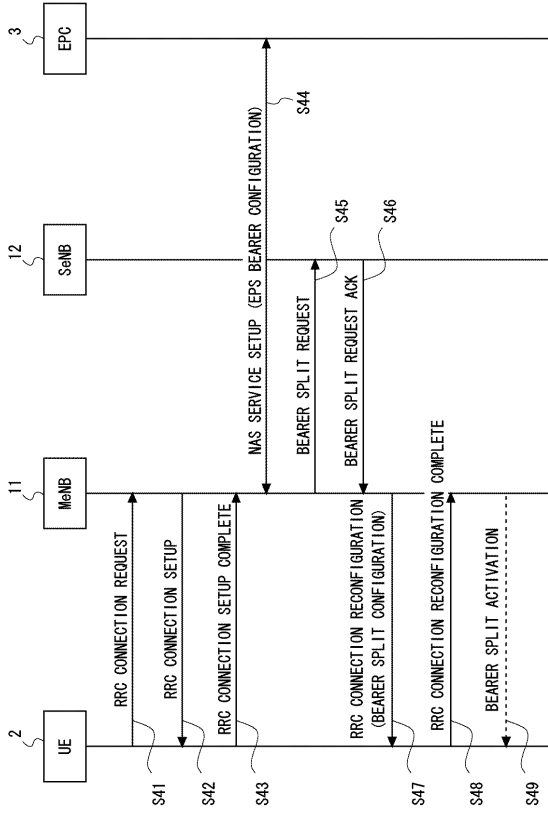 2
11
12
3
UE
MeNB
SeNB
EPC
RRC CONNECTION REQUEST
S41
RRC CONNECTION SETUP
S42
RRC CONNECTION SETUP COMPLETE
S43
NAS SERVICE SETUP (EPS BEARER CONFIGURATION)
S44
BEARER SPLIT REQUEST
S45
BEARER SPLIT REQUEST ACK
S46
RRC CONNECTION RECONFIGURATION
(BEARER SPLIT CONFIGURATION)
S47
RRC CONNECTION RECONFIGURATION COMPLETE
S48
BEARER SPLIT ACTIVATION
S49